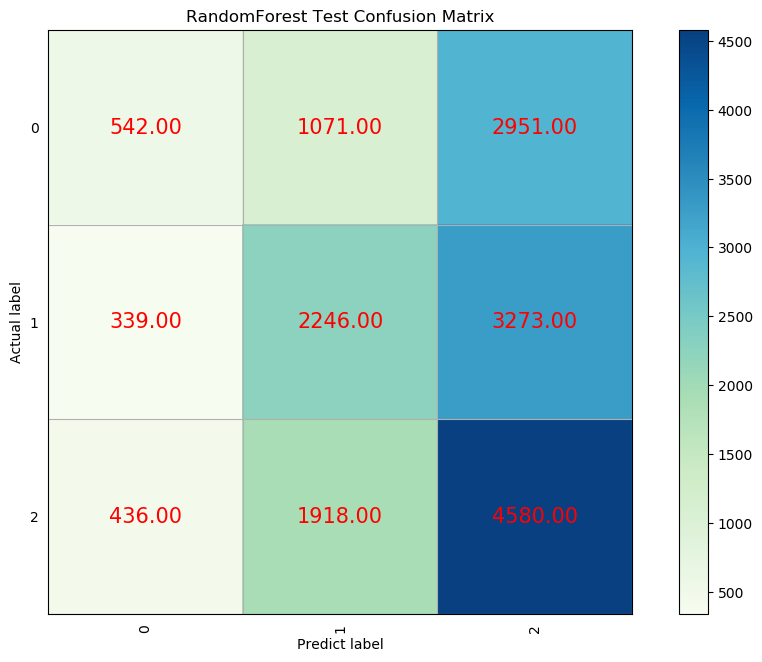 RandomForest Test Confusion Matrix
Actual label
0
542.00 1071.00 2951.00
1
339.00 2246.00 3273.00
2
436.00 1918.00 4580.00
0 1 2
Predict label
4500
4000
3500
3000
2500
2000
1500
1000
500